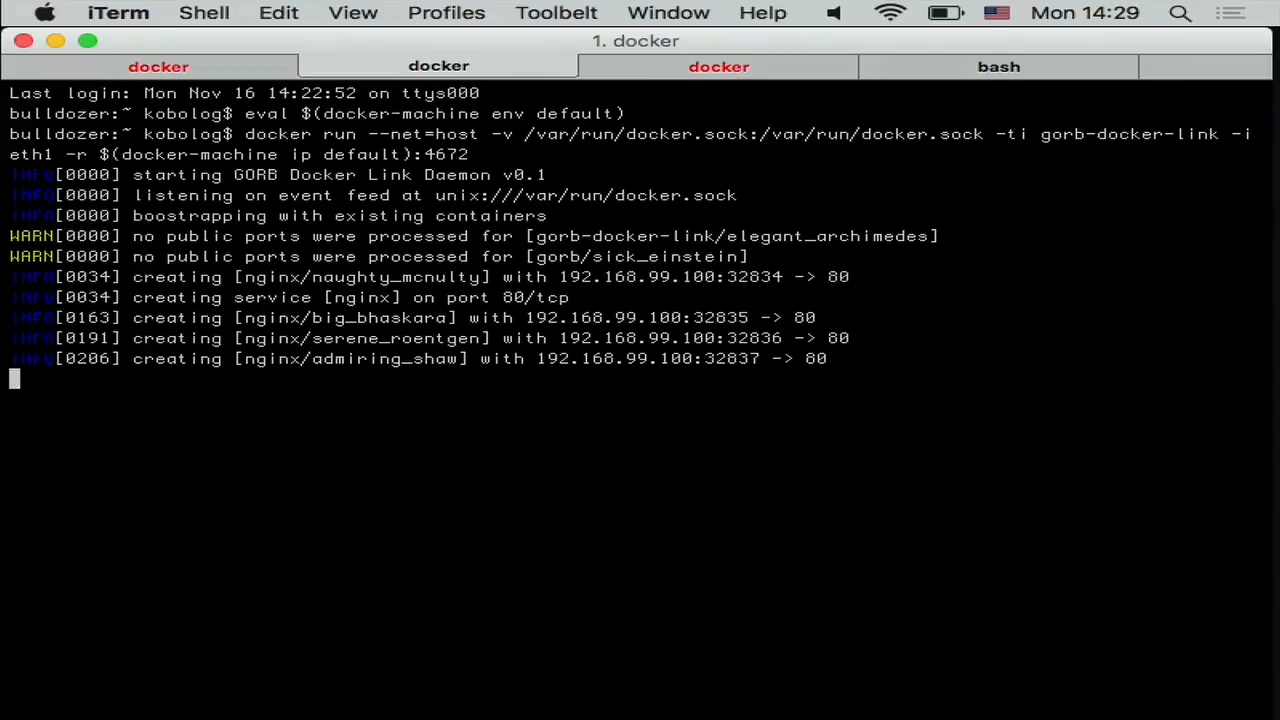 iTerm Shell Edit View Profiles Toolbelt Window Help Mon 14:29
1. docker
docker docker docker bash
Last login: Mon Nov 16 14:22:52 on ttys000
bulldozer:~ kobolog$ eval $(docker-machine env default)
bulldozer:~ kobolog$ docker run --net=host -v /var/run/docker.sock:/var/run/docker.sock -ti gorb-docker-link -i
eth1 -r $(docker-machine ip default):4672
INFO[0000] starting GORB Docker Link Daemon v0.1
INFO[0000] listening on event feed at unix:///var/run/docker.sock
INFO[0000] boostrapping with existing containers
WARN[0000] no public ports were processed for [gorb-docker-link/elegant_archimedes]
WARN[0000] no public ports were processed for [gorb/sick_einstein]
INFO[0034] creating [nginx/naughty_mcnulty] with 192.168.99.100:32834 -> 80
INFO[0034] creating service [nginx] on port 80/tcp
INFO[0163] creating [nginx/big_bhaskara] with 192.168.99.100:32835 -> 80
INFO[0191] creating [nginx/serene_roentgen] with 192.168.99.100:32836 -> 80
INFO[0206] creating [nginx/admiring_shaw] with 192.168.99.100:32837 -> 80